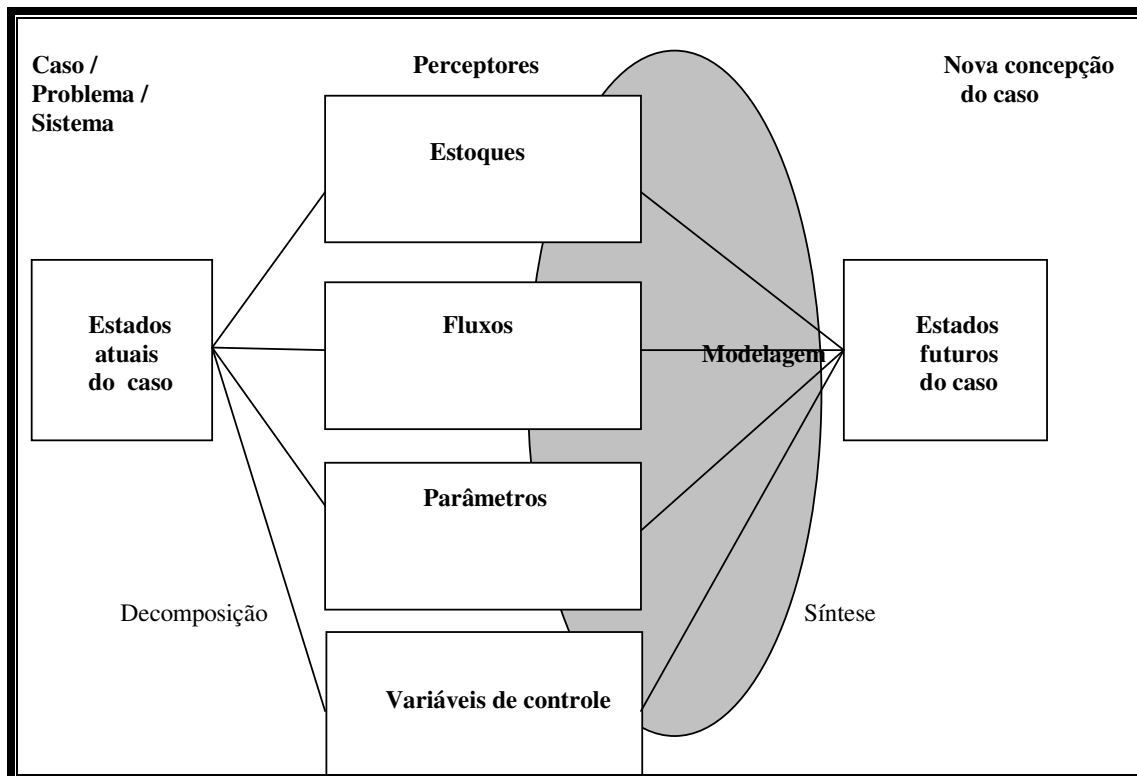 Caso /
Problema /
Sistema
Perceptores
Nova concepção
do caso
Estoques
Estados
atuais
do caso
Fluxos
Modelagem
Estados
futuros
do caso
Parâmetros
Decomposição
Síntese
Variáveis de controle